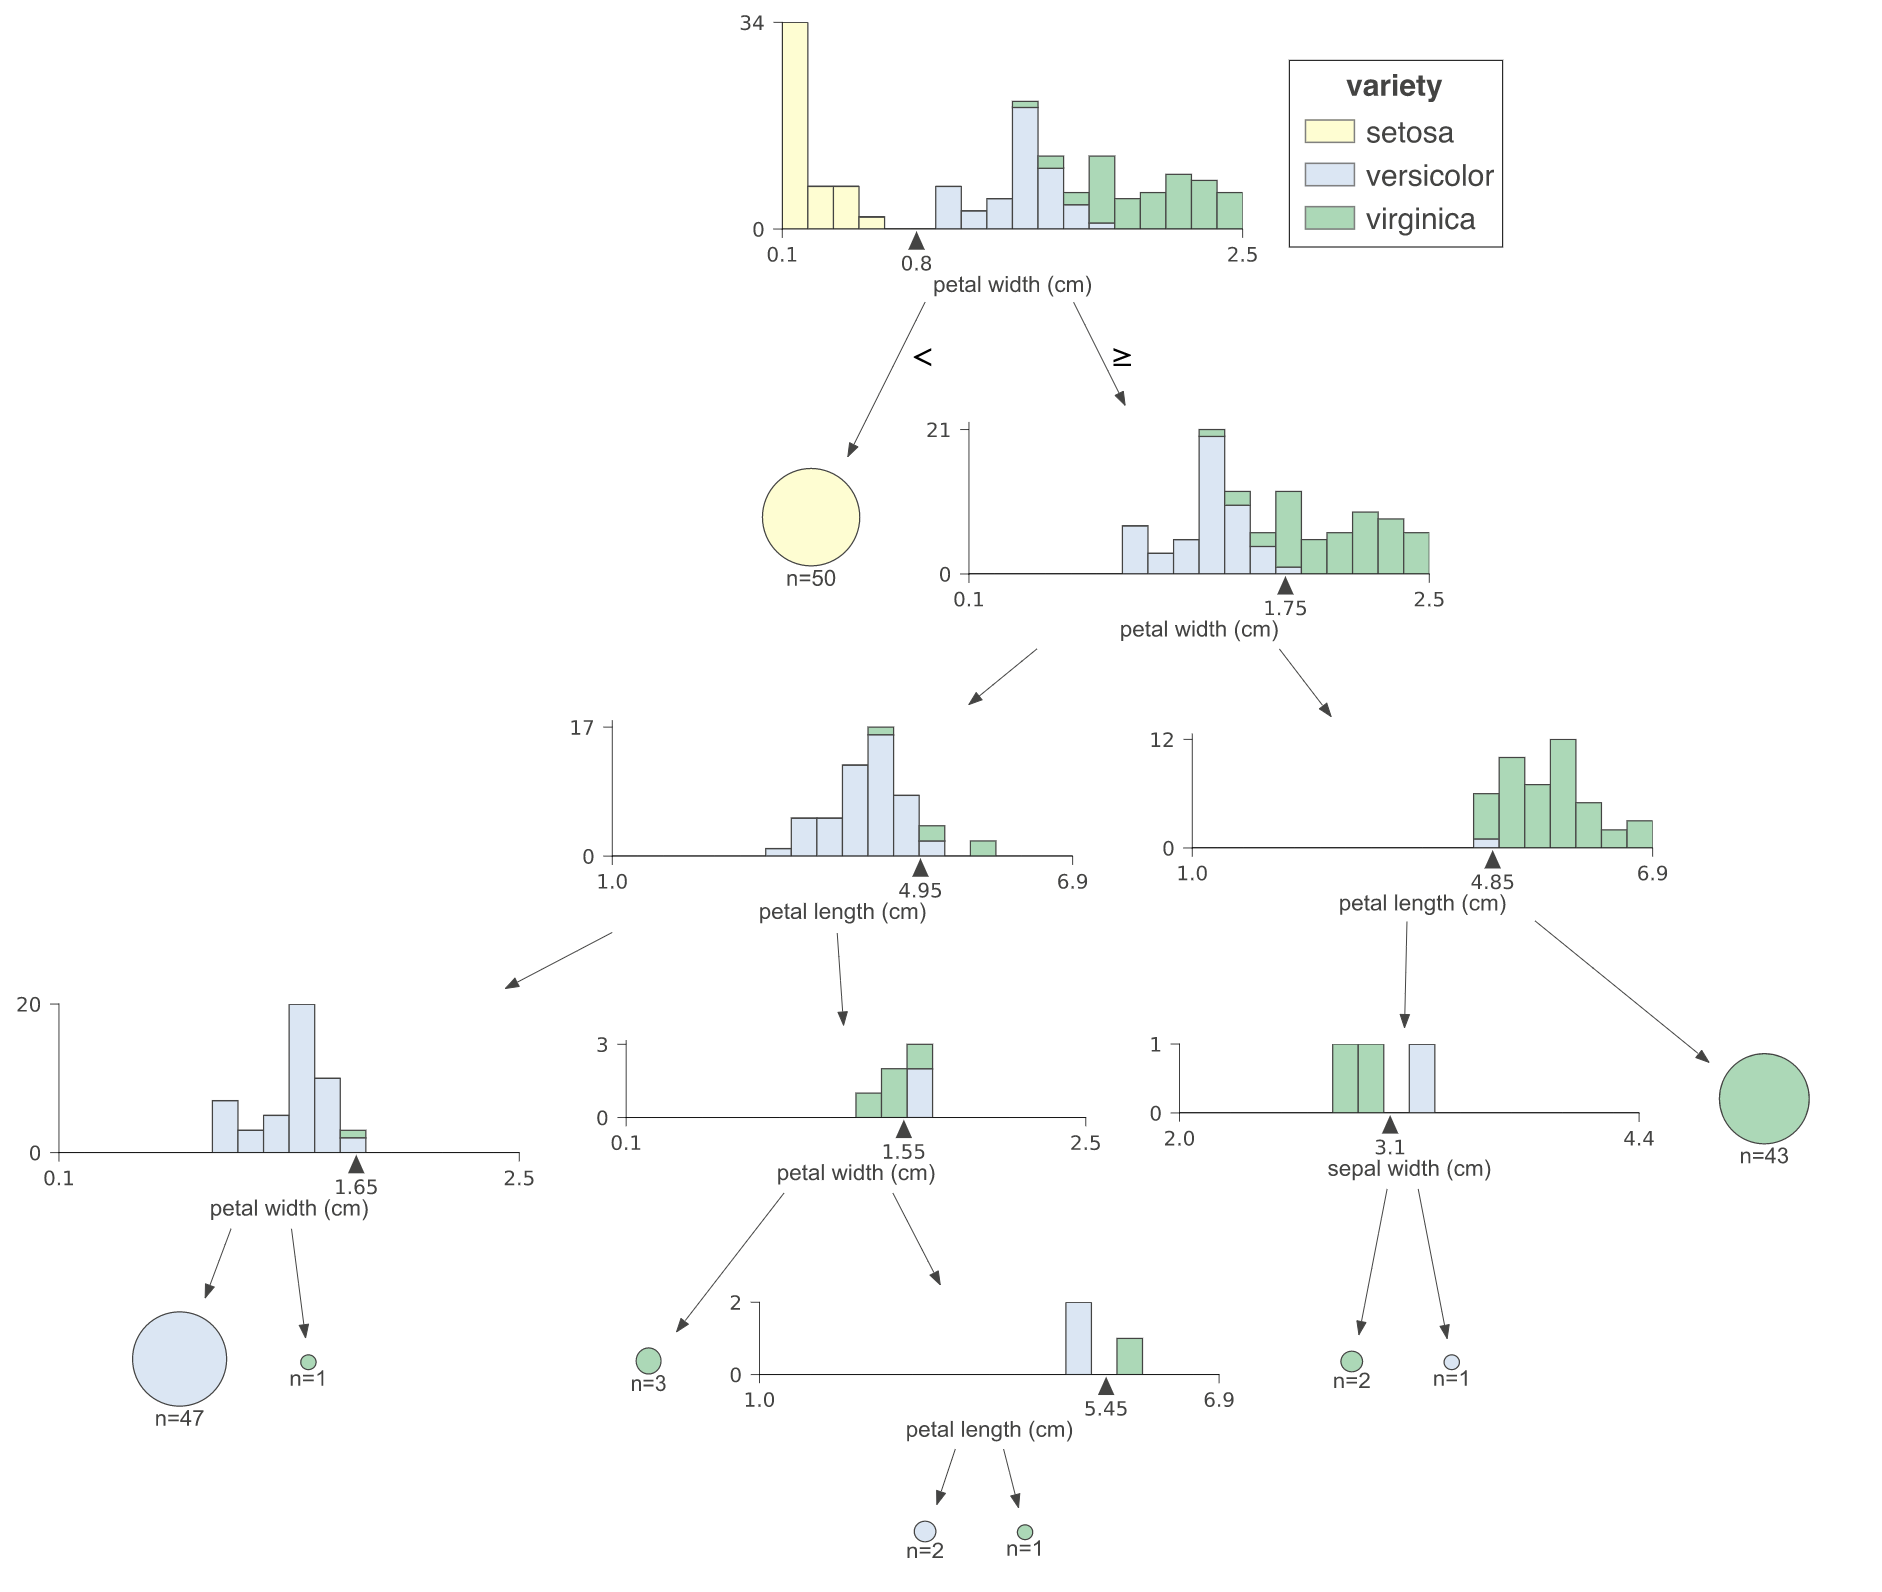 34
0
0.1
0.8
2.5
petal width (cm)
variety
setosa
versicolor
virginica
<
≥
n=50
21
0
0.1
1.75
2.5
petal width (cm)
17
0
1.0
4.95
6.9
petal length (cm)
12
0
1.0
4.85
6.9
petal length (cm)
20
0
0.1
1.65
2.5
petal width (cm)
3
0
0.1
1.55
2.5
petal width (cm)
1
0
2.0
3.1
4.4
sepal width (cm)
n=43
n=47
n=1
n=3
2
0
1.0
5.45
6.9
petal length (cm)
n=2
n=1
n=2
n=1